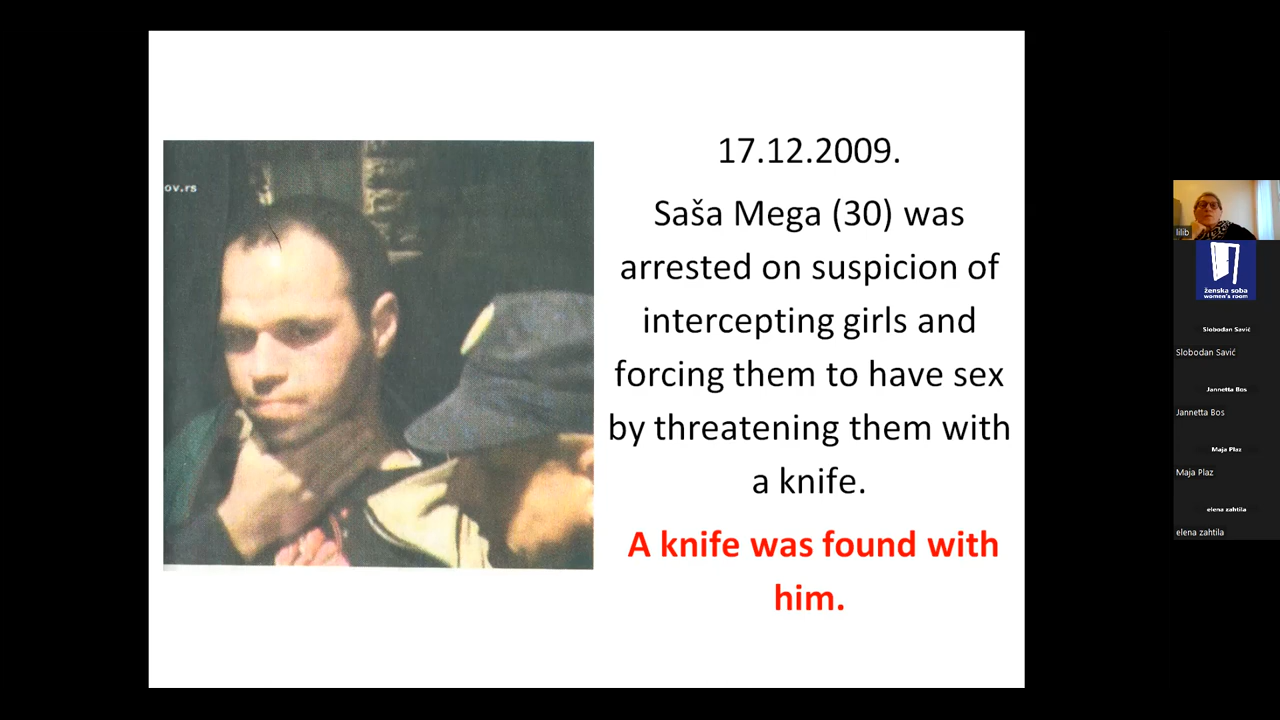 17.12.2009.
Saša Mega (30) was
arrested on suspicion of
intercepting girls and
forcing them to have sex
by threatening them with
a knife.
A knife was found with
him.
ov.rs
lilib
ženska soba
women's room
Slobodan Savić
Slobodan Savić
Jannetta Bos
Jannetta Bos
Maja Plaz
Maja Plaz
elena zahtila
elena zahtila